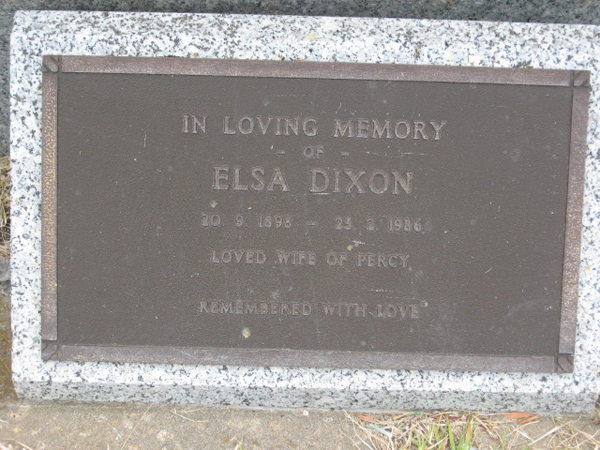 IN LOVING MEMORY
- OF -
ELSA DIXON
20. 9. 1898 - 23. 2. 1986
LOVED WIFE OF PERCY
REMEMBERED WITH LOVE